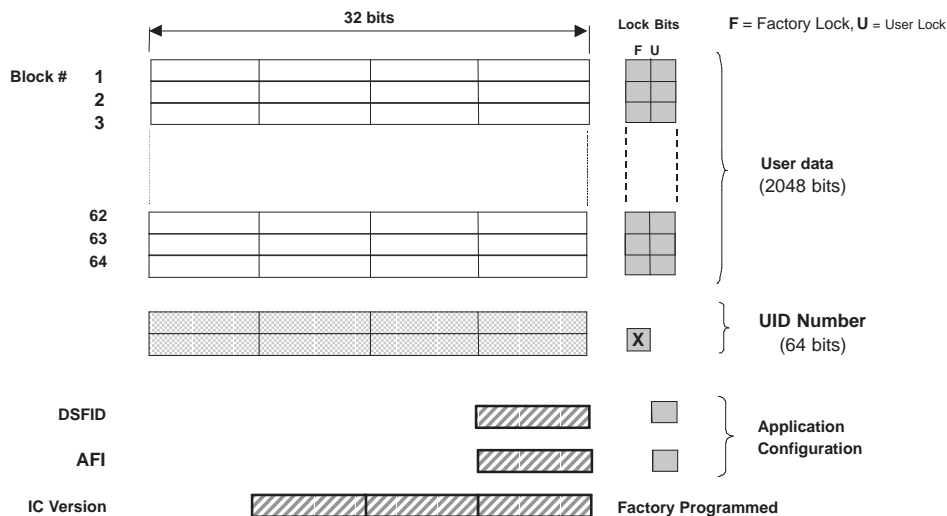 32 bits
Lock Bits
F = Factory Lock, U = User Lock
F U
Block # 1
2
3
User data
(2048 bits)
62
63
64
UID Number
(64 bits)
X
DSFID
Application
Configuration
AFI
IC Version
Factory Programmed